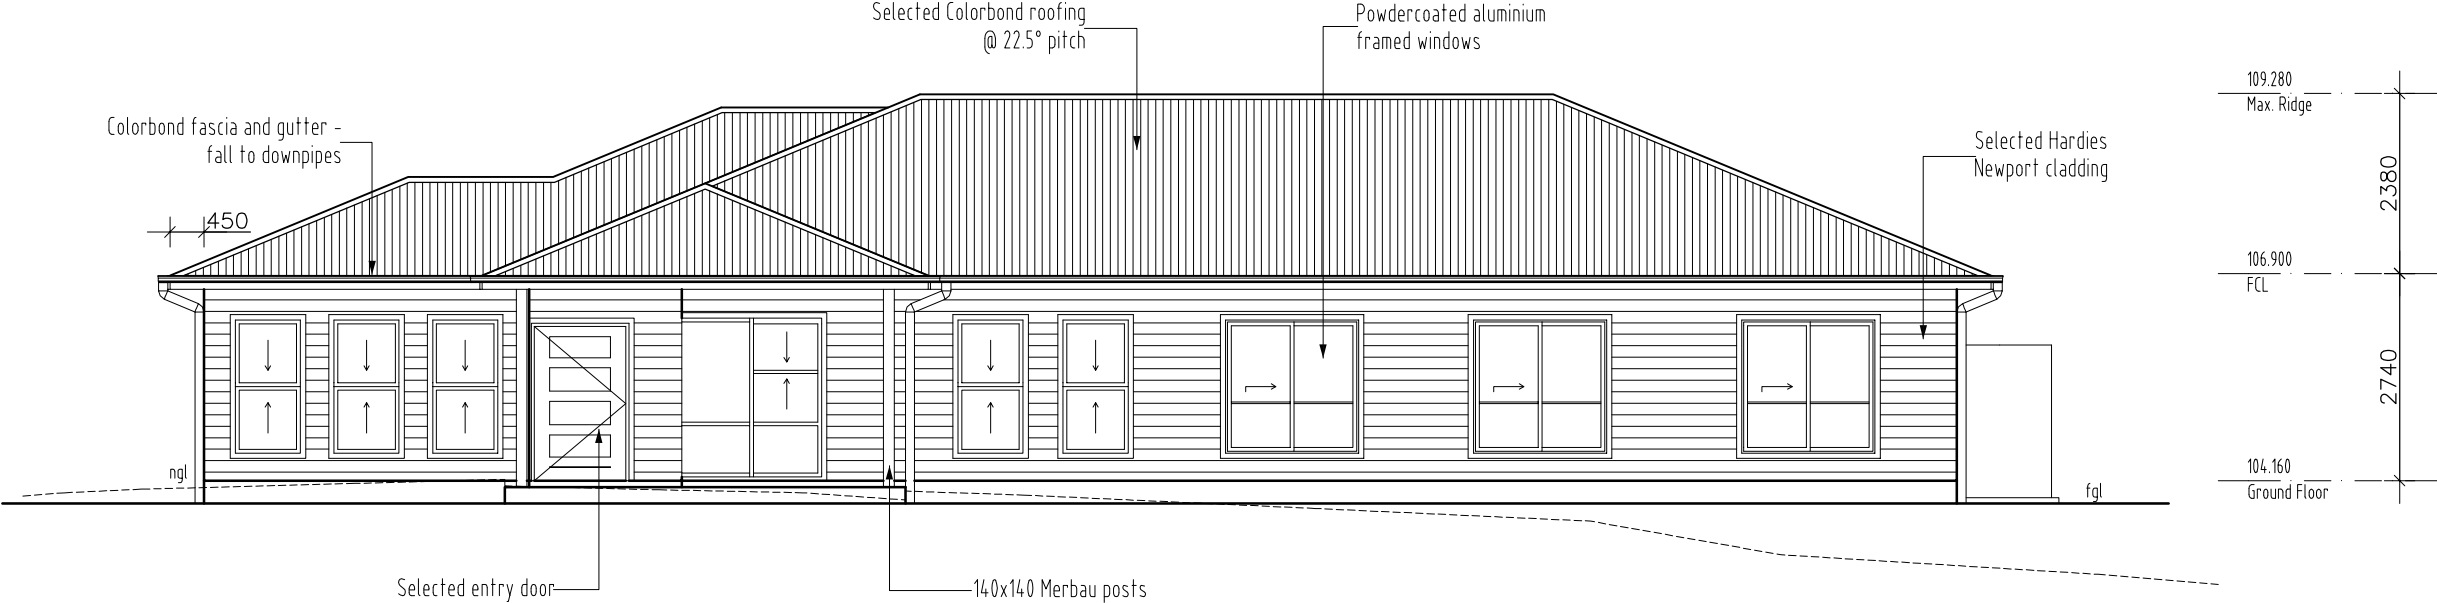 Selected Colorbond roofing
@ 22.5° pitch
Powdercoated aluminium
framed windows
Colorbond fascia and gutter -
fall to downpipes
Selected Hardies
Newport cladding
109.280
Max. Ridge
2380
450
106.900
FCL
2740
ngl
104.160
Ground Floor
fgl
Selected entry door
140x140 Merbau posts